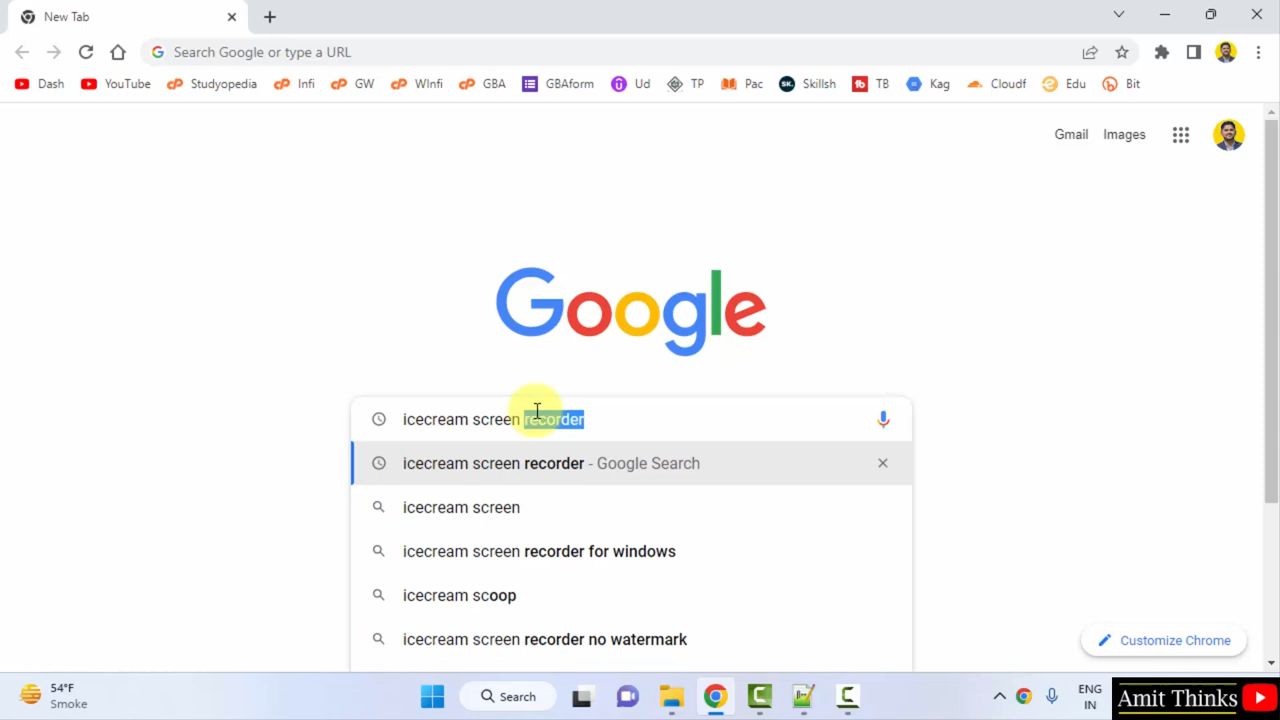 New Tab
Search Google or type a URL
Dash YouTube Studyopedia Infi GW WInfi GBA GBAform Ud TP Pac Skillsh TB Kag Cloudf Edu Bit
Gmail Images
Google
icecream screen recorder
icecream screen recorder - Google Search
icecream screen
icecream screen recorder for windows
icecream scoop
icecream screen recorder no watermark
Customize Chrome
54°F
Smoke
Search
ENG
IN
Amit Thinks